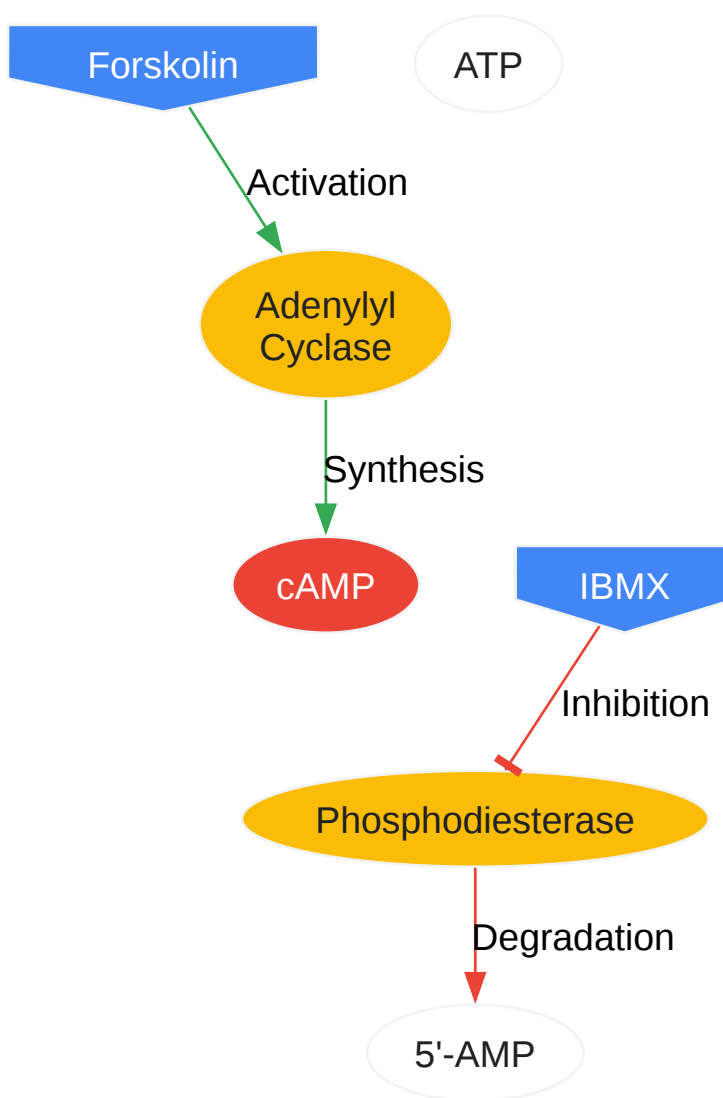 Forskolin
ATP
Activation
Adenylyl
Cyclase
Synthesis
cAMP
IBMX
Inhibition
Phosphodiesterase
Degradation
5'-AMP